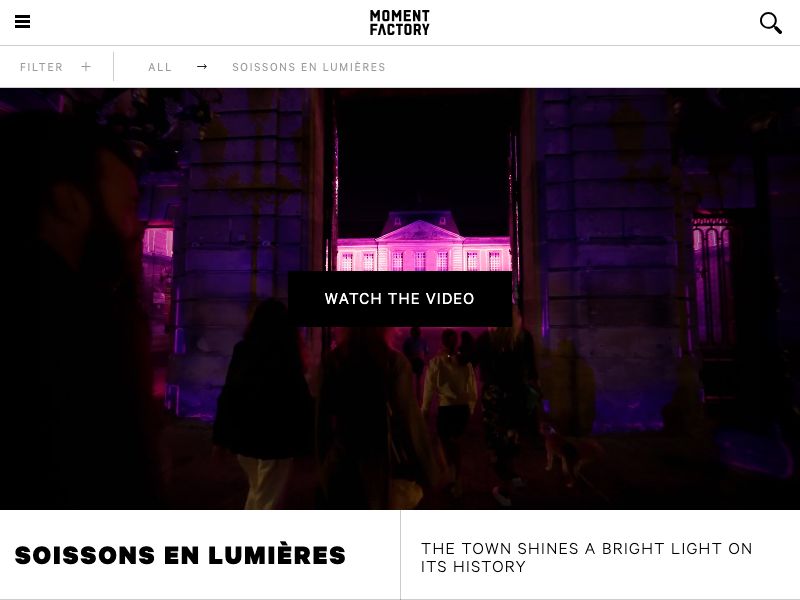 MOMENT
FACTORY
FILTER +
ALL → SOISSONS EN LUMIÈRES
WATCH THE VIDEO
SOISSONS EN LUMIÈRES
THE TOWN SHINES A BRIGHT LIGHT ON
ITS HISTORY